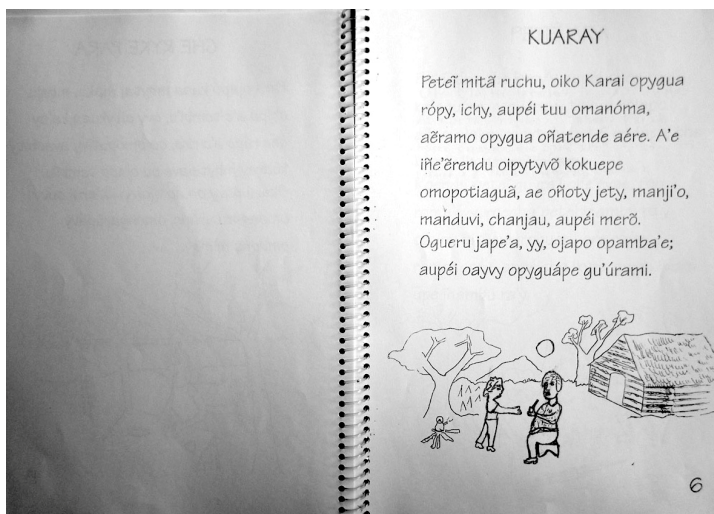 KUARAY
Peteĩ mitã ruchu, oiko Karai opygua
rópy, ichy, aupéi tuu omanóma,
aẽramo opygua oñatende aére. A'e
iñe'ẽrendu oipytyvõ kokuepe
omopotiaguã, ae oñoty jety, manji'o,
manduvi, chanjau, aupéi merõ.
Ogueru jape'a, yy, ojapo opamba'e;
aupéi oayvy opyguápe gu'úrami.
6